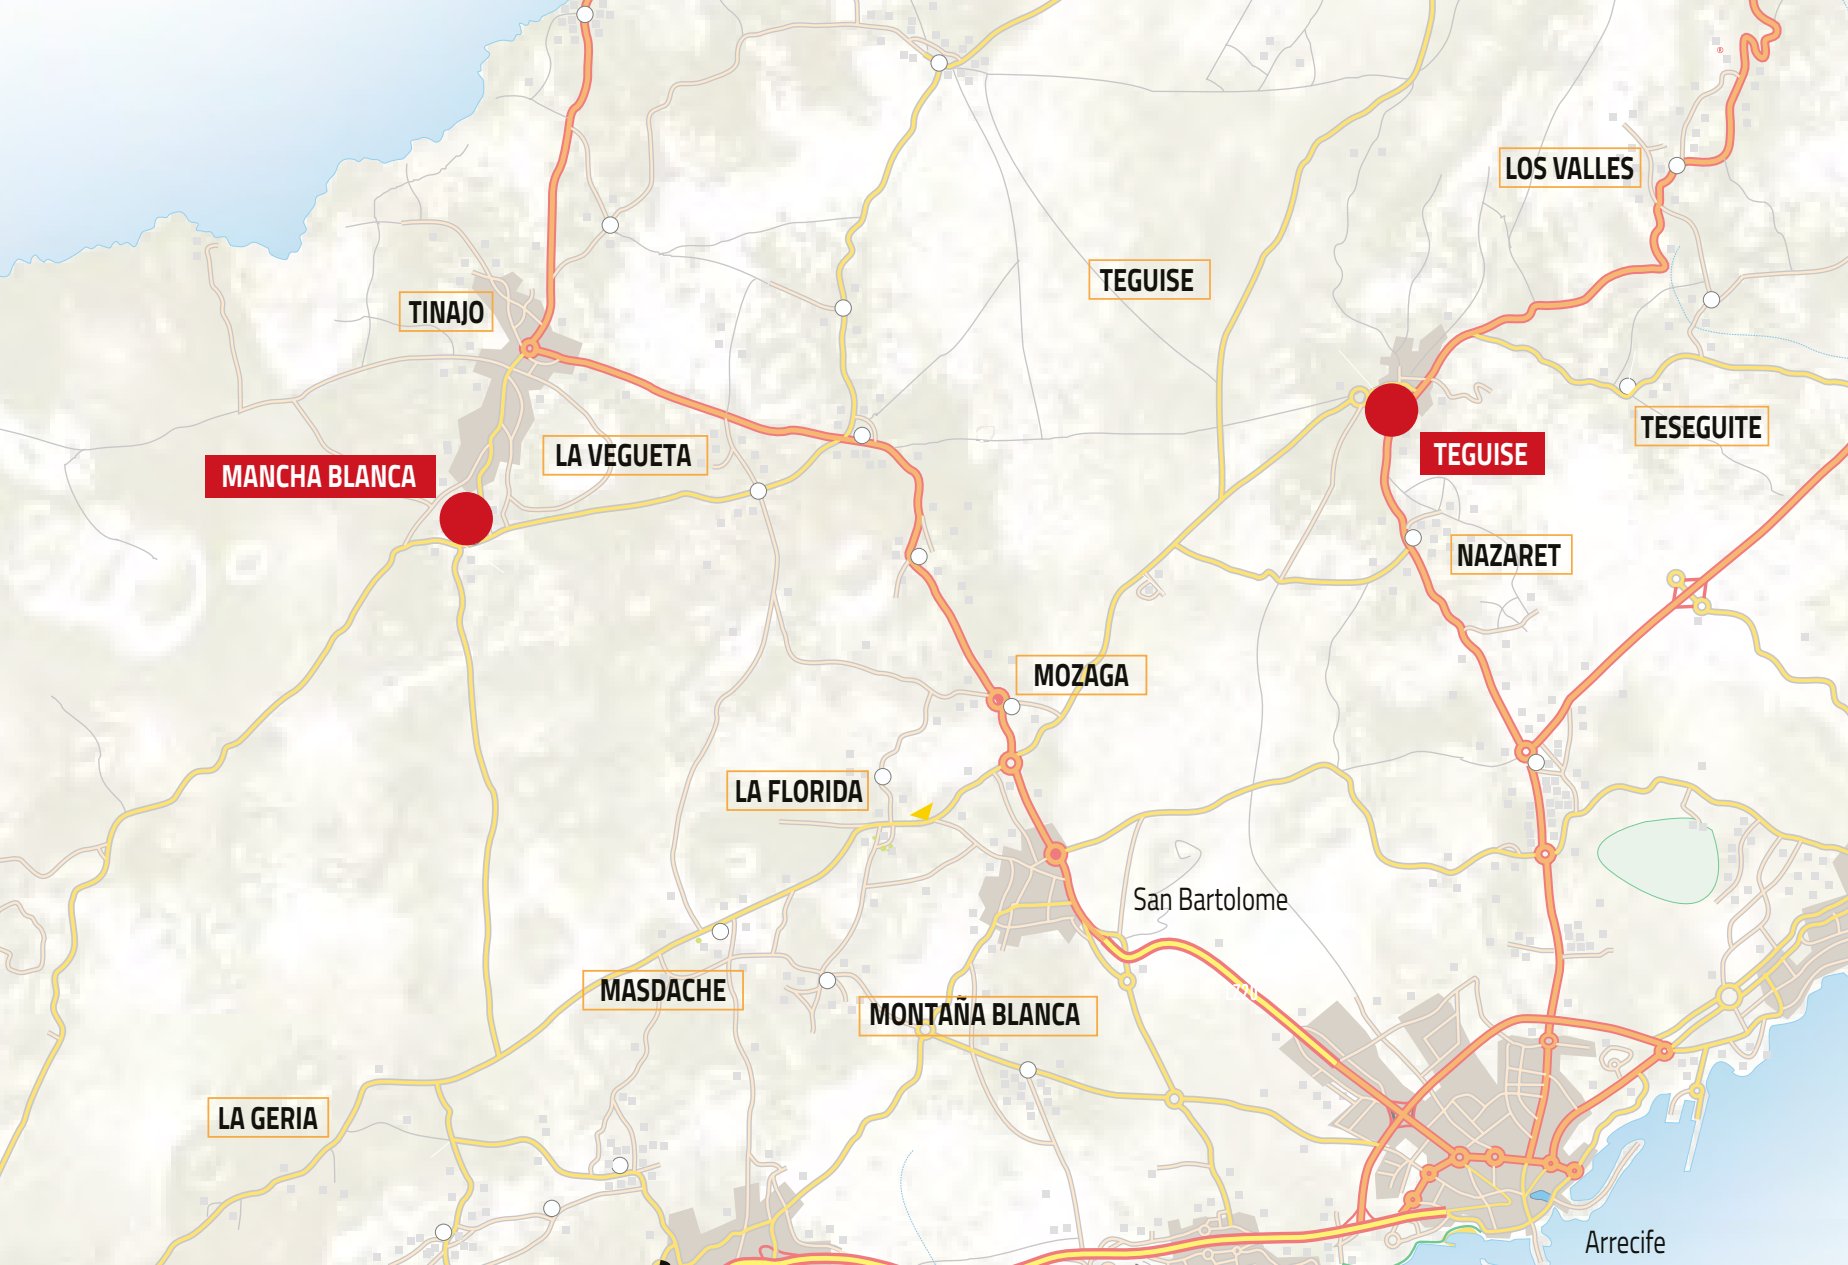 LOS VALLES
TEGUISE
TINAJO
TESEGUITE
LA VEGUETA
TEGUISE
MANCHA BLANCA
NAZARET
MOZAGA
LA FLORIDA
San Bartolome
MASDACHE
MONTAÑA BLANCA
LA GERIA
Arrecife